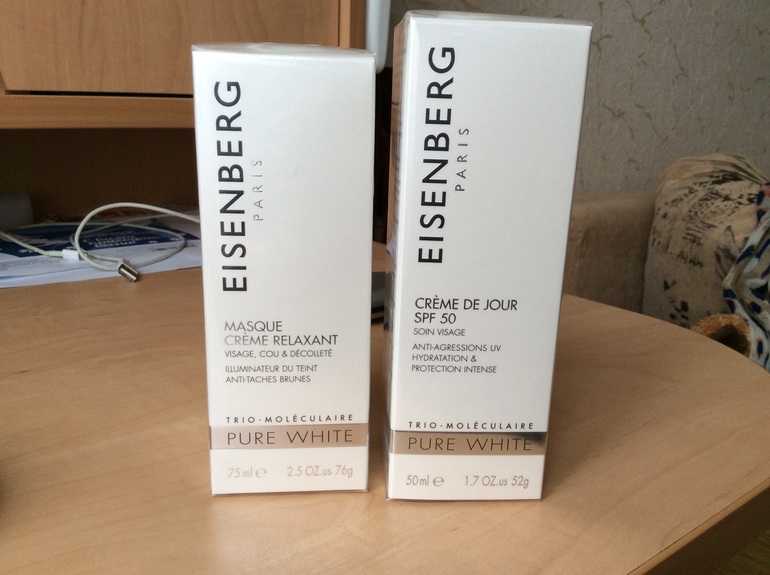 EISENBERG
PARIS
MASQUE
CRÈME RELAXANT
VISAGE, COU & DÉCOLLETÉ
ILLUMINATEUR DU TEINT
ANTI-TACHES BRUNES
TRIO-MOLÉCULAIRE
PURE WHITE
75 ml ℮ 2.5 OZ.us 76g
EISENBERG
PARIS
CRÈME DE JOUR
SPF 50
SOIN VISAGE
ANTI-AGRESSIONS UV
HYDRATATION &
PROTECTION INTENSE
TRIO-MOLÉCULAIRE
PURE WHITE
50ml ℮ 1.7 OZ.us 52g